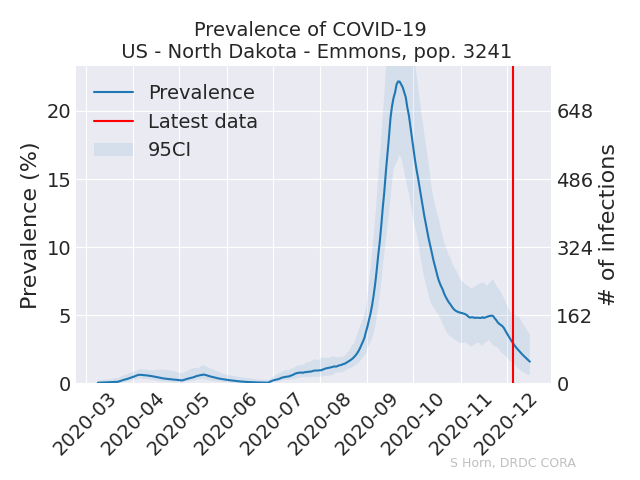 Prevalence of COVID-19
US - North Dakota - Emmons, pop. 3241
Prevalence
Latest data
95CI
Prevalence (%)
20
15
10
5
0
648
486
324
162
0
# of infections
2020-03
2020-04
2020-05
2020-06
2020-07
2020-08
2020-09
2020-10
2020-11
2020-12
S Horn, DRDC CORA